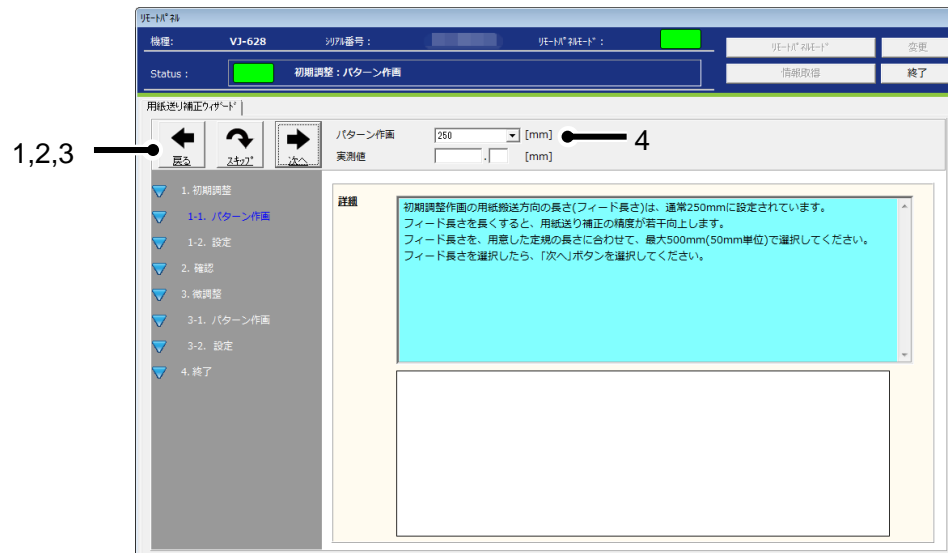 ﾘﾓｰﾄﾊﾟﾈﾙ
機種: VJ-628 ｼﾘｱﾙ番号： ﾘﾓｰﾄﾊﾟﾈﾙﾓｰﾄﾞ：
ﾘﾓｰﾄﾊﾟﾈﾙﾓｰﾄﾞ 変更
Status： 初期調整：パターン作画
情報取得 終了
用紙送り補正ｳｨｻﾞｰﾄﾞ
1,2,3
戻る ｽｷｯﾌﾟ 次へ
パターン作画 250 [mm] 4
実測値 . [mm]
1. 初期調整
1-1. パターン作画
1-2. 設定
2. 確認
3. 微調整
3-1. パターン作画
3-2. 設定
4. 終了
詳細
初期調整作画の用紙搬送方向の長さ(フィード長さ)は、通常250mmに設定されています。
フィード長さを長くすると、用紙送り補正の精度が若干向上します。
フィード長さを、用意した定規の長さに合わせて、最大500mm(50mm単位)で選択してください。
フィード長さを選択したら、「次へ」ボタンを選択してください。